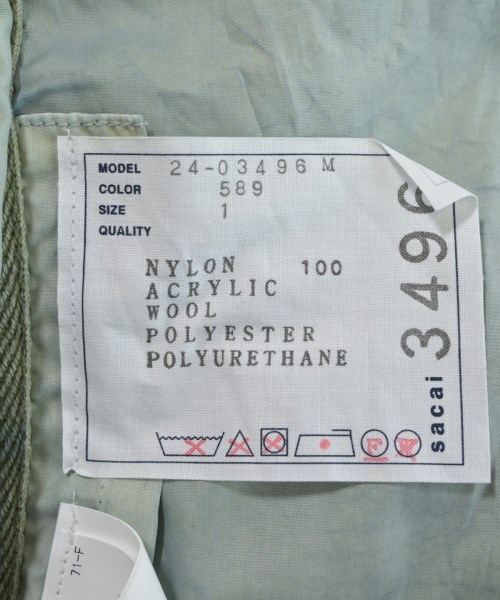 MODEL 24-03496 M
COLOR 589
SIZE 1
QUALITY
NYLON 100
ACRYLIC
WOOL
POLYESTER
POLYURETHANE
sacai 3496
F W
71-F